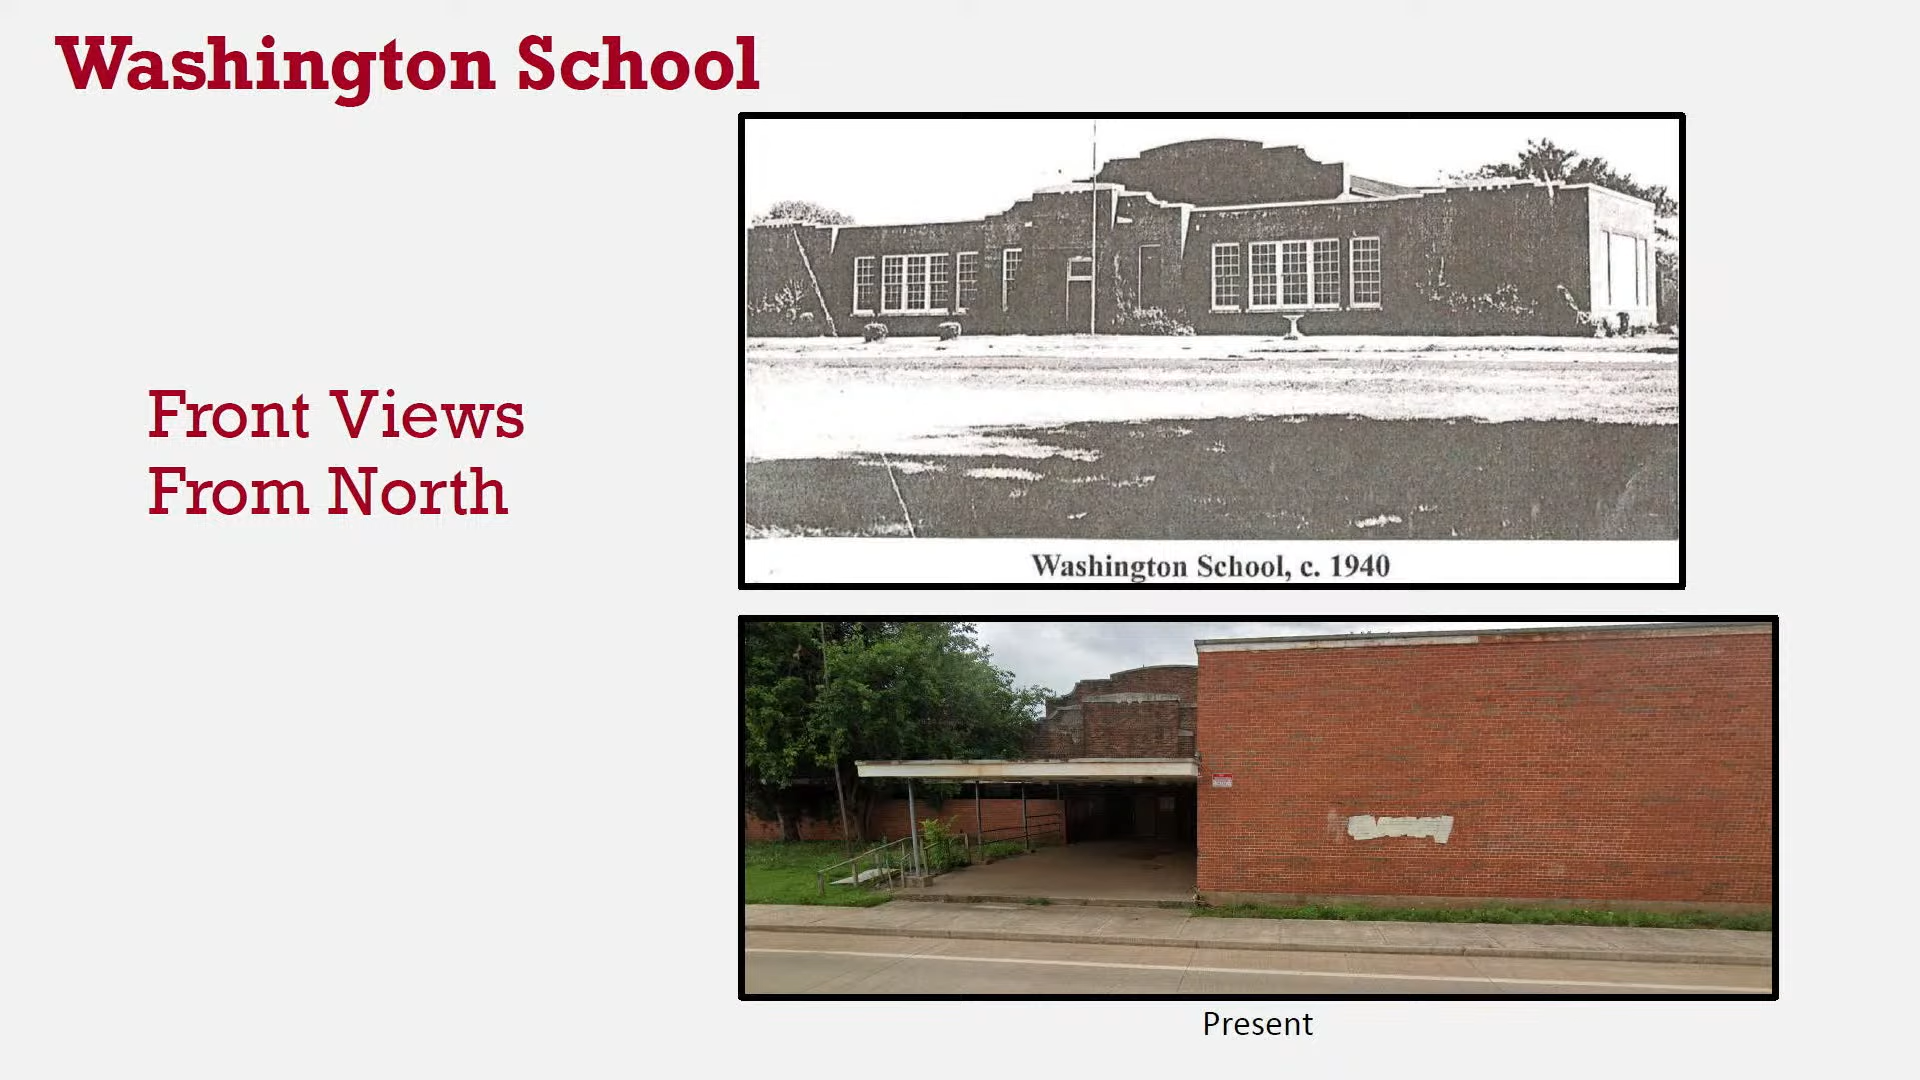 Washington School
Front Views
From North
Washington School, c. 1940
Present